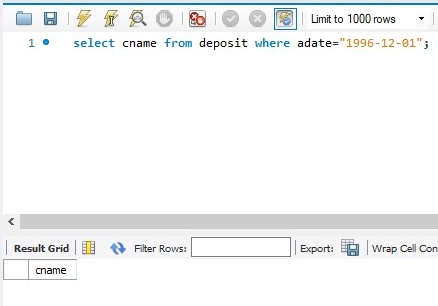 Limit to 1000 rows
1 select cname from deposit where adate="1996-12-01";
Result Grid Filter Rows: Export: Wrap Cell Con
cname